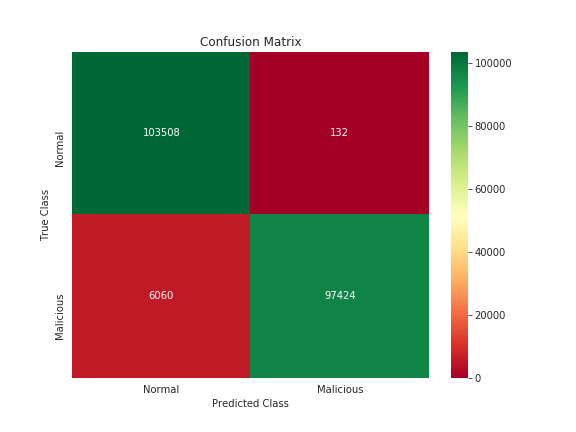 Confusion Matrix
True Class
Normal
103508
132
Malicious
6060
97424
Normal
Malicious
Predicted Class
100000
80000
60000
40000
20000
0